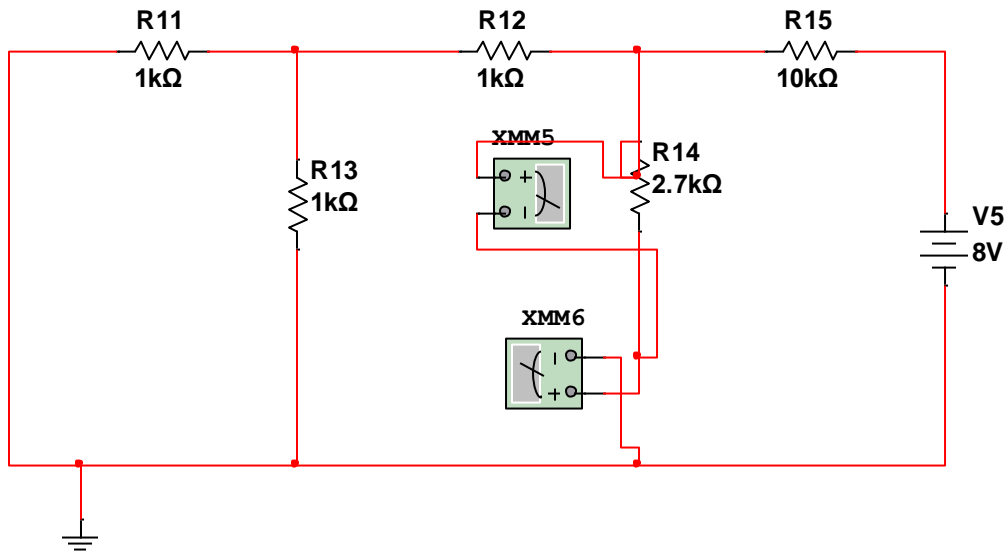 R11
1kΩ
R12
1kΩ
R15
10kΩ
XMM5
+
–
R13
1kΩ
R14
2.7kΩ
V5
8V
XMM6
–
+